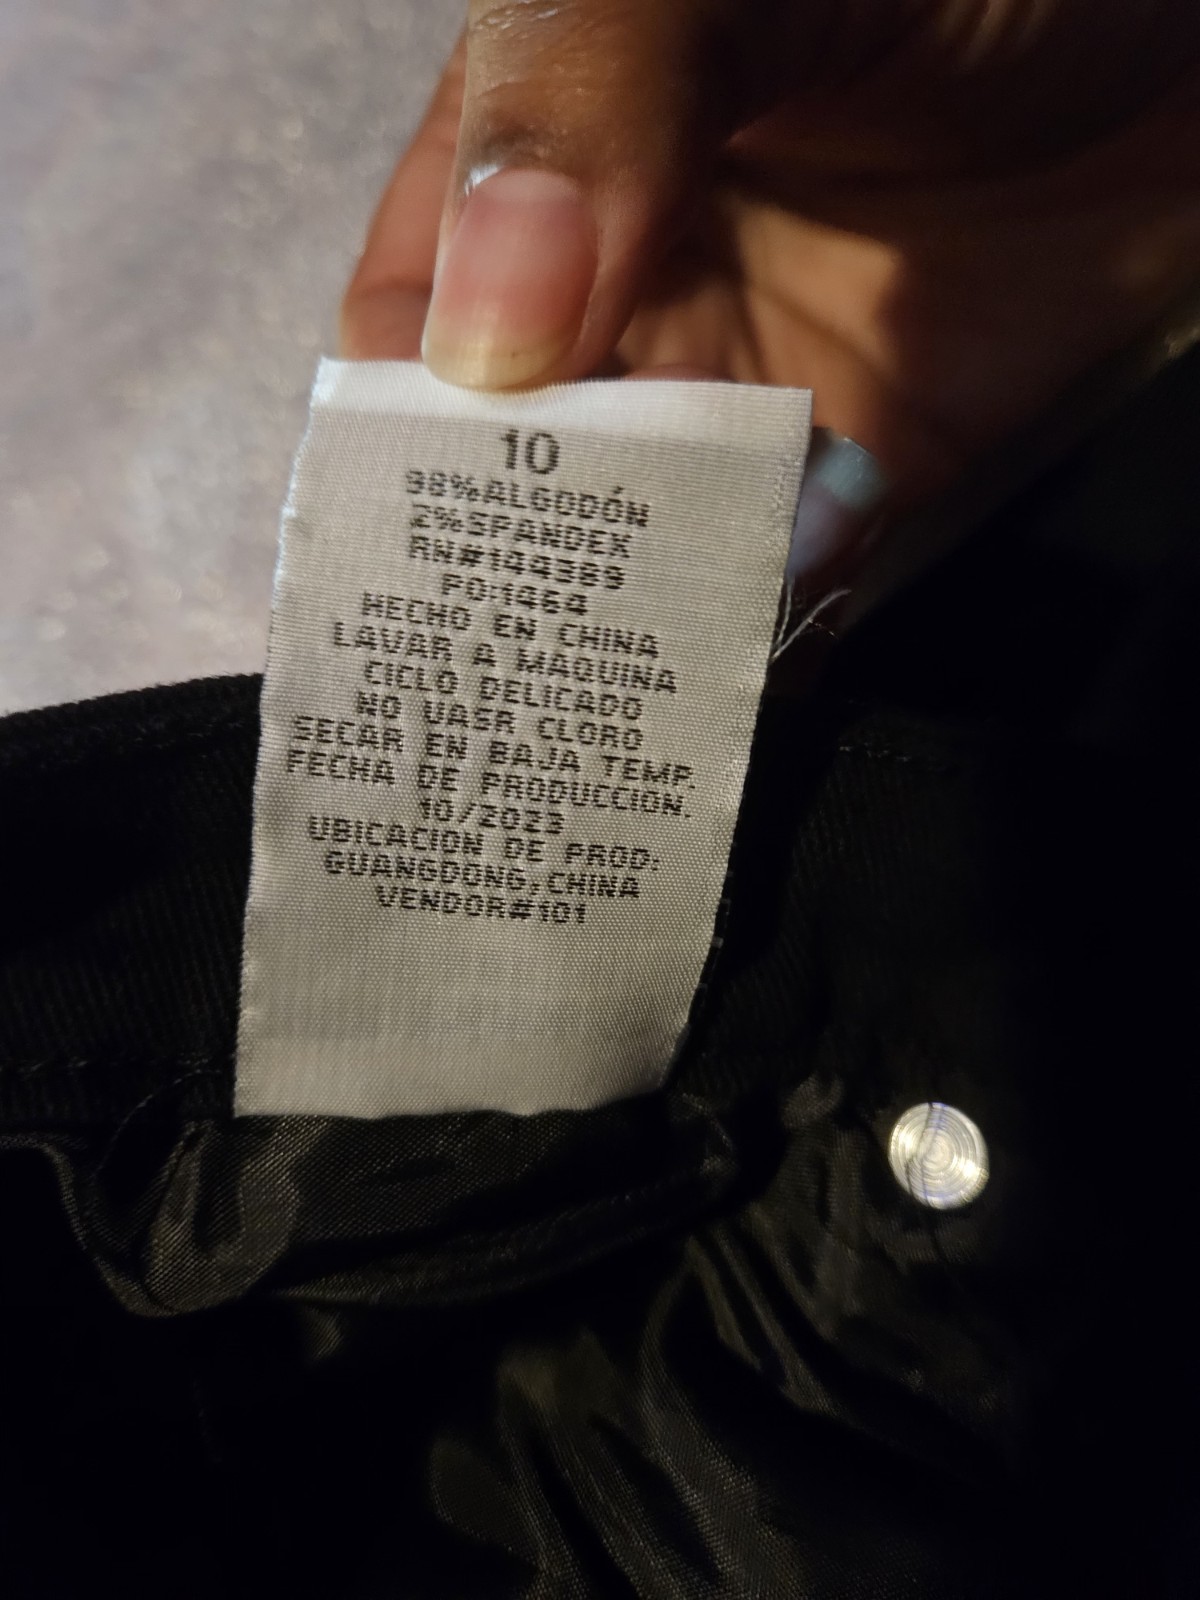 10
98%ALGODÓN
2%SPANDEX
RN#144389
PO:1464
HECHO EN CHINA
LAVAR A MAQUINA
CICLO DELICADO
NO UASR CLORO
SECAR EN BAJA TEMP.
FECHA DE PRODUCCION.
10/2023
UBICACION DE PROD:
GUANGDONG,CHINA
VENDOR#101